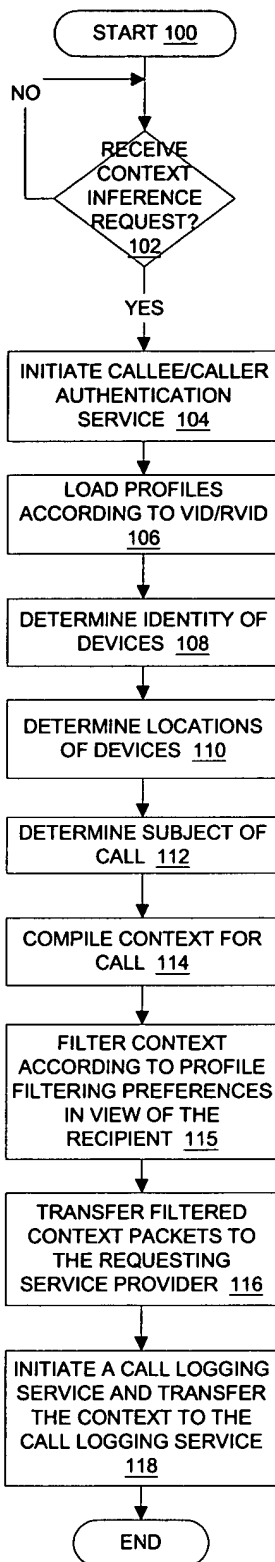 START 100
NO
RECEIVE
CONTEXT
INFERENCE
REQUEST?
102
YES
INITIATE CALLEE/CALLER
AUTHENTICATION
SERVICE 104
LOAD PROFILES
ACCORDING TO VID/RVID
106
DETERMINE IDENTITY OF
DEVICES 108
DETERMINE LOCATIONS
OF DEVICES 110
DETERMINE SUBJECT OF
CALL 112
COMPILE CONTEXT FOR
CALL 114
FILTER CONTEXT
ACCORDING TO PROFILE
FILTERING PREFERENCES
IN VIEW OF THE
RECIPIENT 115
TRANSFER FILTERED
CONTEXT PACKETS TO
THE REQUESTING
SERVICE PROVIDER 116
INITIATE A CALL LOGGING
SERVICE AND TRANSFER
THE CONTEXT TO THE
CALL LOGGING SERVICE
118
END